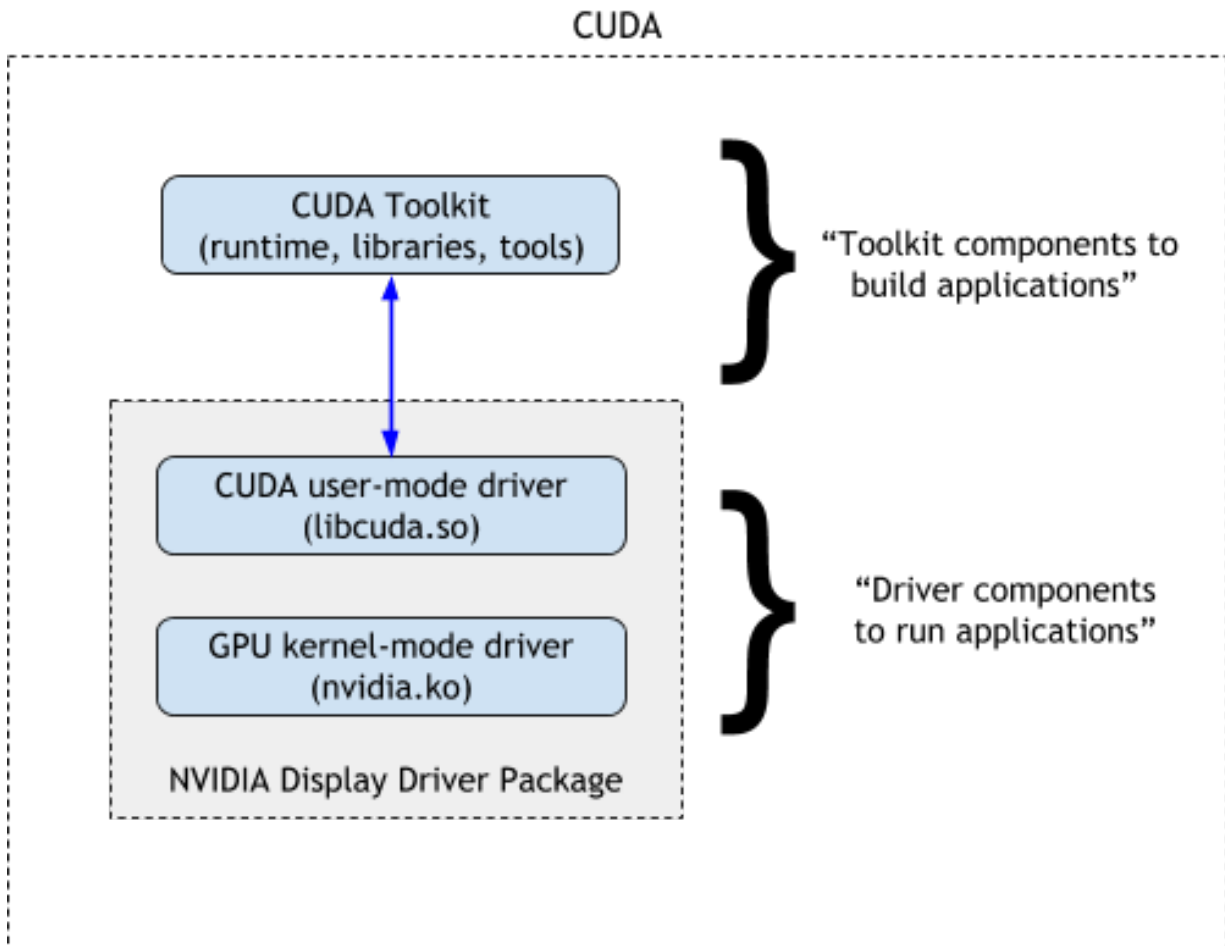 CUDA
CUDA Toolkit
(runtime, libraries, tools)
“Toolkit components to
build applications”
CUDA user-mode driver
(libcuda.so)
GPU kernel-mode driver
(nvidia.ko)
NVIDIA Display Driver Package
“Driver components
to run applications”